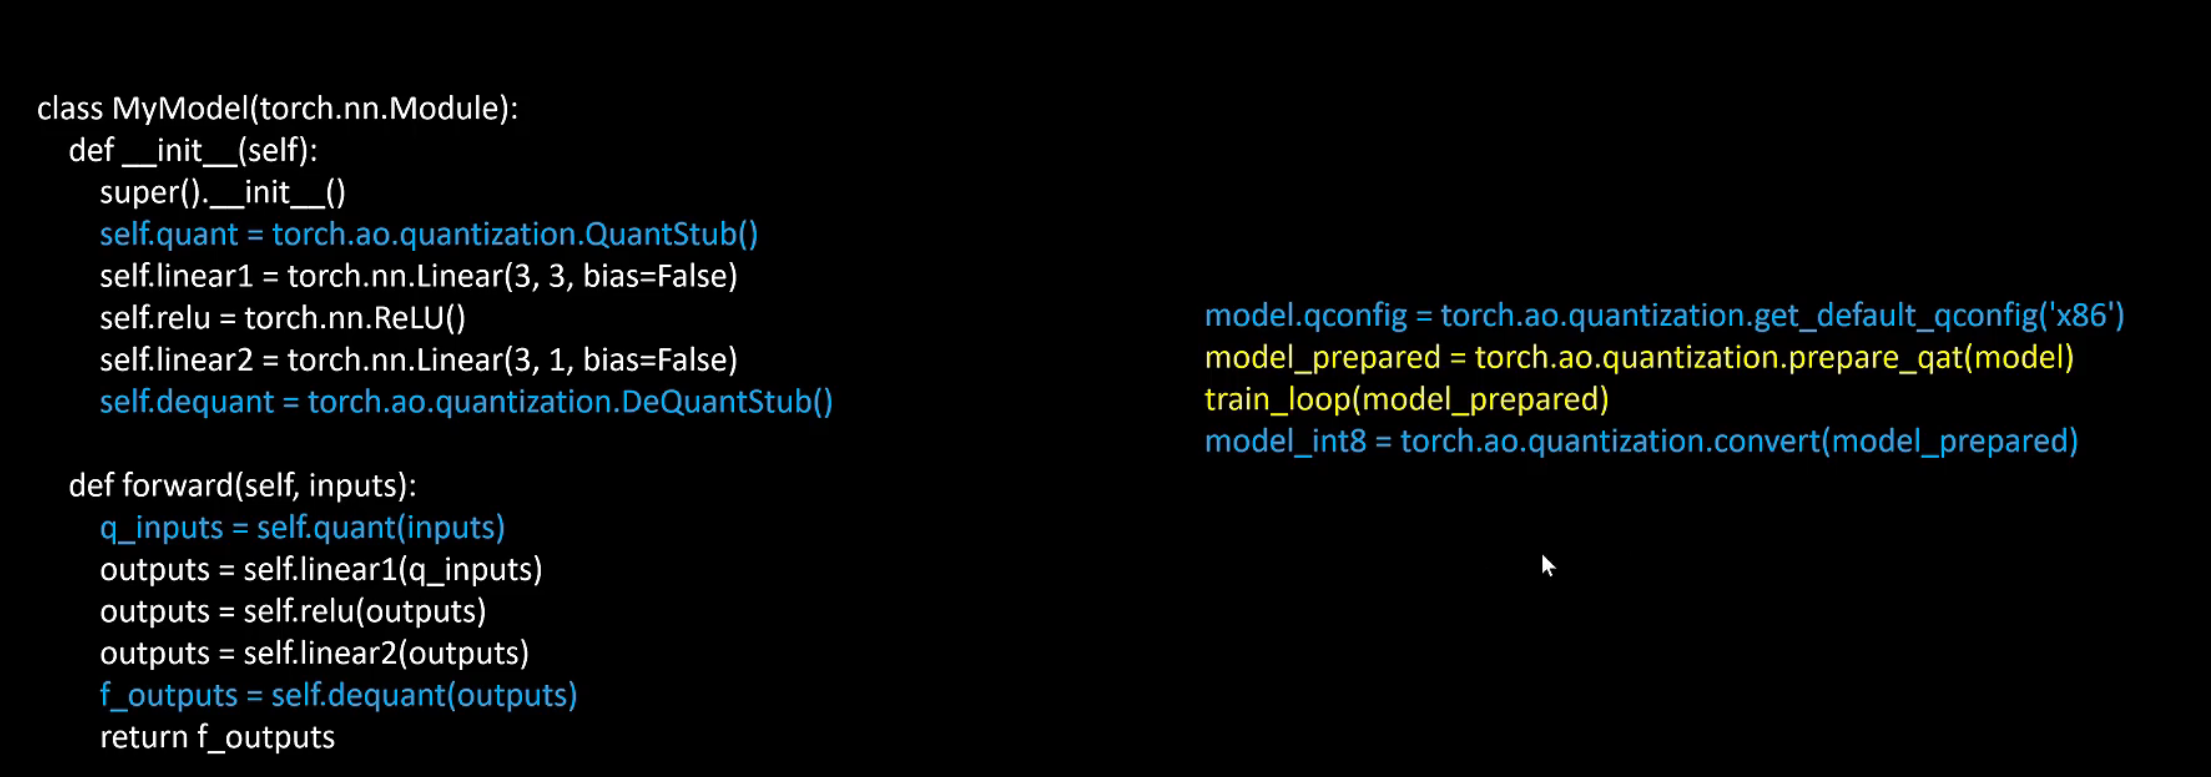 class MyModel(torch.nn.Module):
def __init__(self):
super().__init__()
self.quant = torch.ao.quantization.QuantStub()
self.linear1 = torch.nn.Linear(3, 3, bias=False)
self.relu = torch.nn.ReLU()
self.linear2 = torch.nn.Linear(3, 1, bias=False)
self.dequant = torch.ao.quantization.DeQuantStub()
def forward(self, inputs):
q_inputs = self.quant(inputs)
outputs = self.linear1(q_inputs)
outputs = self.relu(outputs)
outputs = self.linear2(outputs)
f_outputs = self.dequant(outputs)
return f_outputs
model.qconfig = torch.ao.quantization.get_default_qconfig('x86')
model_prepared = torch.ao.quantization.prepare_qat(model)
train_loop(model_prepared)
model_int8 = torch.ao.quantization.convert(model_prepared)